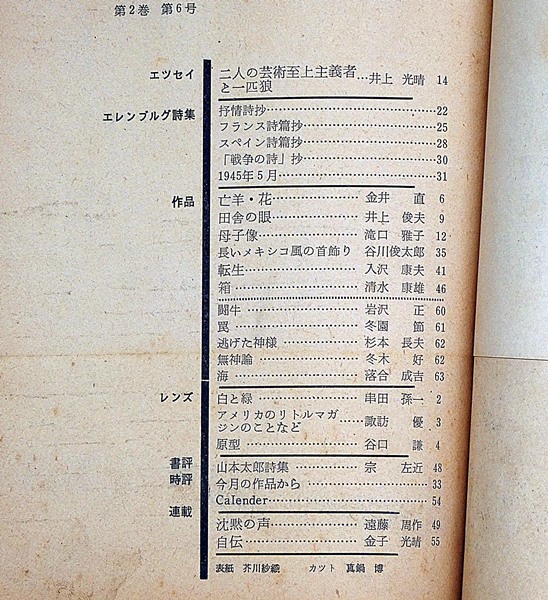 第2巻 第6号
エツセイ 二人の芸術至上主義者
と一匹狼…井上 光晴 14
エレンブルグ詩集 抒情詩抄…22
フランス詩篇抄…25
スペイン詩篇抄…28
「戦争の詩」抄…30
1945年5月…31
作品 亡羊・花…金井 直 6
田舎の眼…井上 俊夫 9
母子像…滝口 雅子 12
長いメキシコ風の首飾り 谷川俊太郎 35
転生…入沢 康夫 41
箱…清水 康雄 46
闘牛…岩沢 正 60
罠…冬園 節 61
逃げた神様…杉本 長夫 62
無神論…冬木 好 62
海…落合 成吉 63
レンズ 白と緑…串田 孫一 2
アメリカのリトルマガ
ジンのことなど…諏訪 優 3
原型…谷口 謙 4
書評 山本太郎詩集…宗 左近 48
時評 今月の作品から…33
Calender…54
連載 沈黙の声…遠藤 周作 49
自伝…金子 光晴 55
表紙 芥川紗織 カツト 真鍋 博